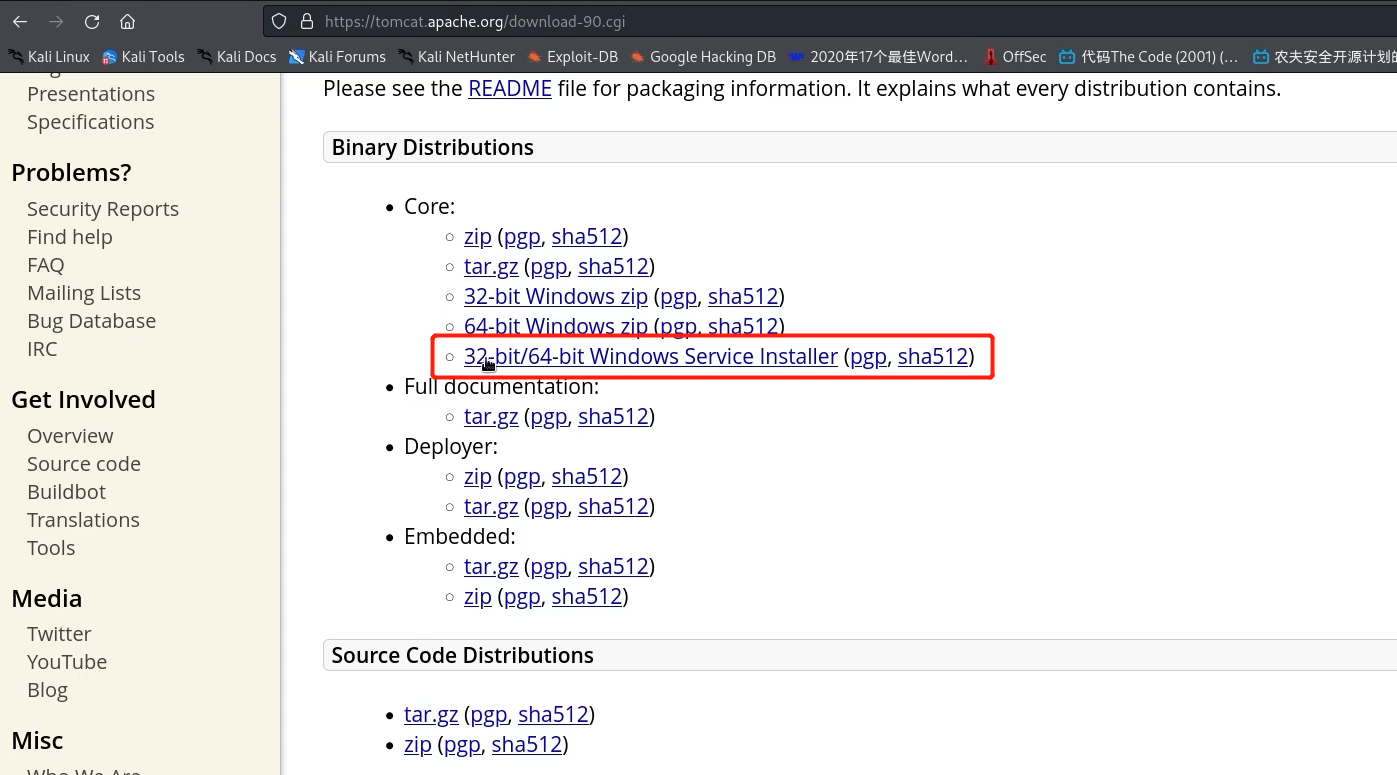 https://tomcat.apache.org/download-90.cgi
Kali Linux Kali Tools Kali Docs Kali Forums Kali NetHunter Exploit-DB Google Hacking DB 2020年17个最佳Word... OffSec 代码The Code (2001) (... 农夫安全开源计划的
Presentations
Specifications
Problems?
Security Reports
Find help
FAQ
Mailing Lists
Bug Database
IRC
Get Involved
Overview
Source code
Buildbot
Translations
Tools
Media
Twitter
YouTube
Blog
Misc
Who We Are
Please see the README file for packaging information. It explains what every distribution contains.
Binary Distributions
Core:
zip (pgp, sha512)
tar.gz (pgp, sha512)
32-bit Windows zip (pgp, sha512)
64-bit Windows zip (pgp, sha512)
32-bit/64-bit Windows Service Installer (pgp, sha512)
Full documentation:
tar.gz (pgp, sha512)
Deployer:
zip (pgp, sha512)
tar.gz (pgp, sha512)
Embedded:
tar.gz (pgp, sha512)
zip (pgp, sha512)
Source Code Distributions
tar.gz (pgp, sha512)
zip (pgp, sha512)